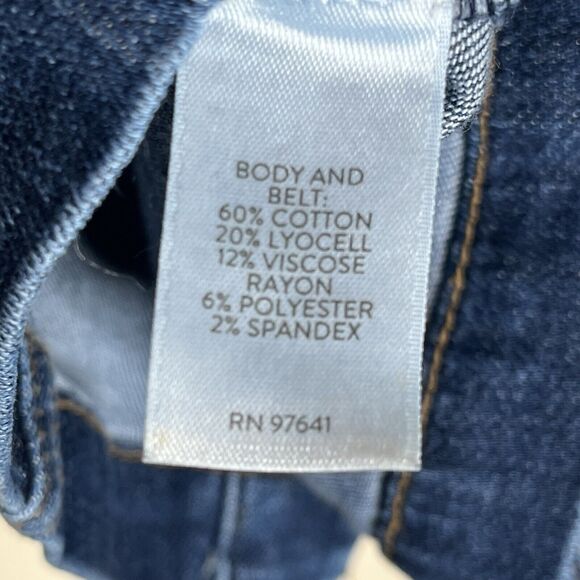 BODY AND
BELT:
60% COTTON
20% LYOCELL
12% VISCOSE
RAYON
6% POLYESTER
2% SPANDEX
RN 97641